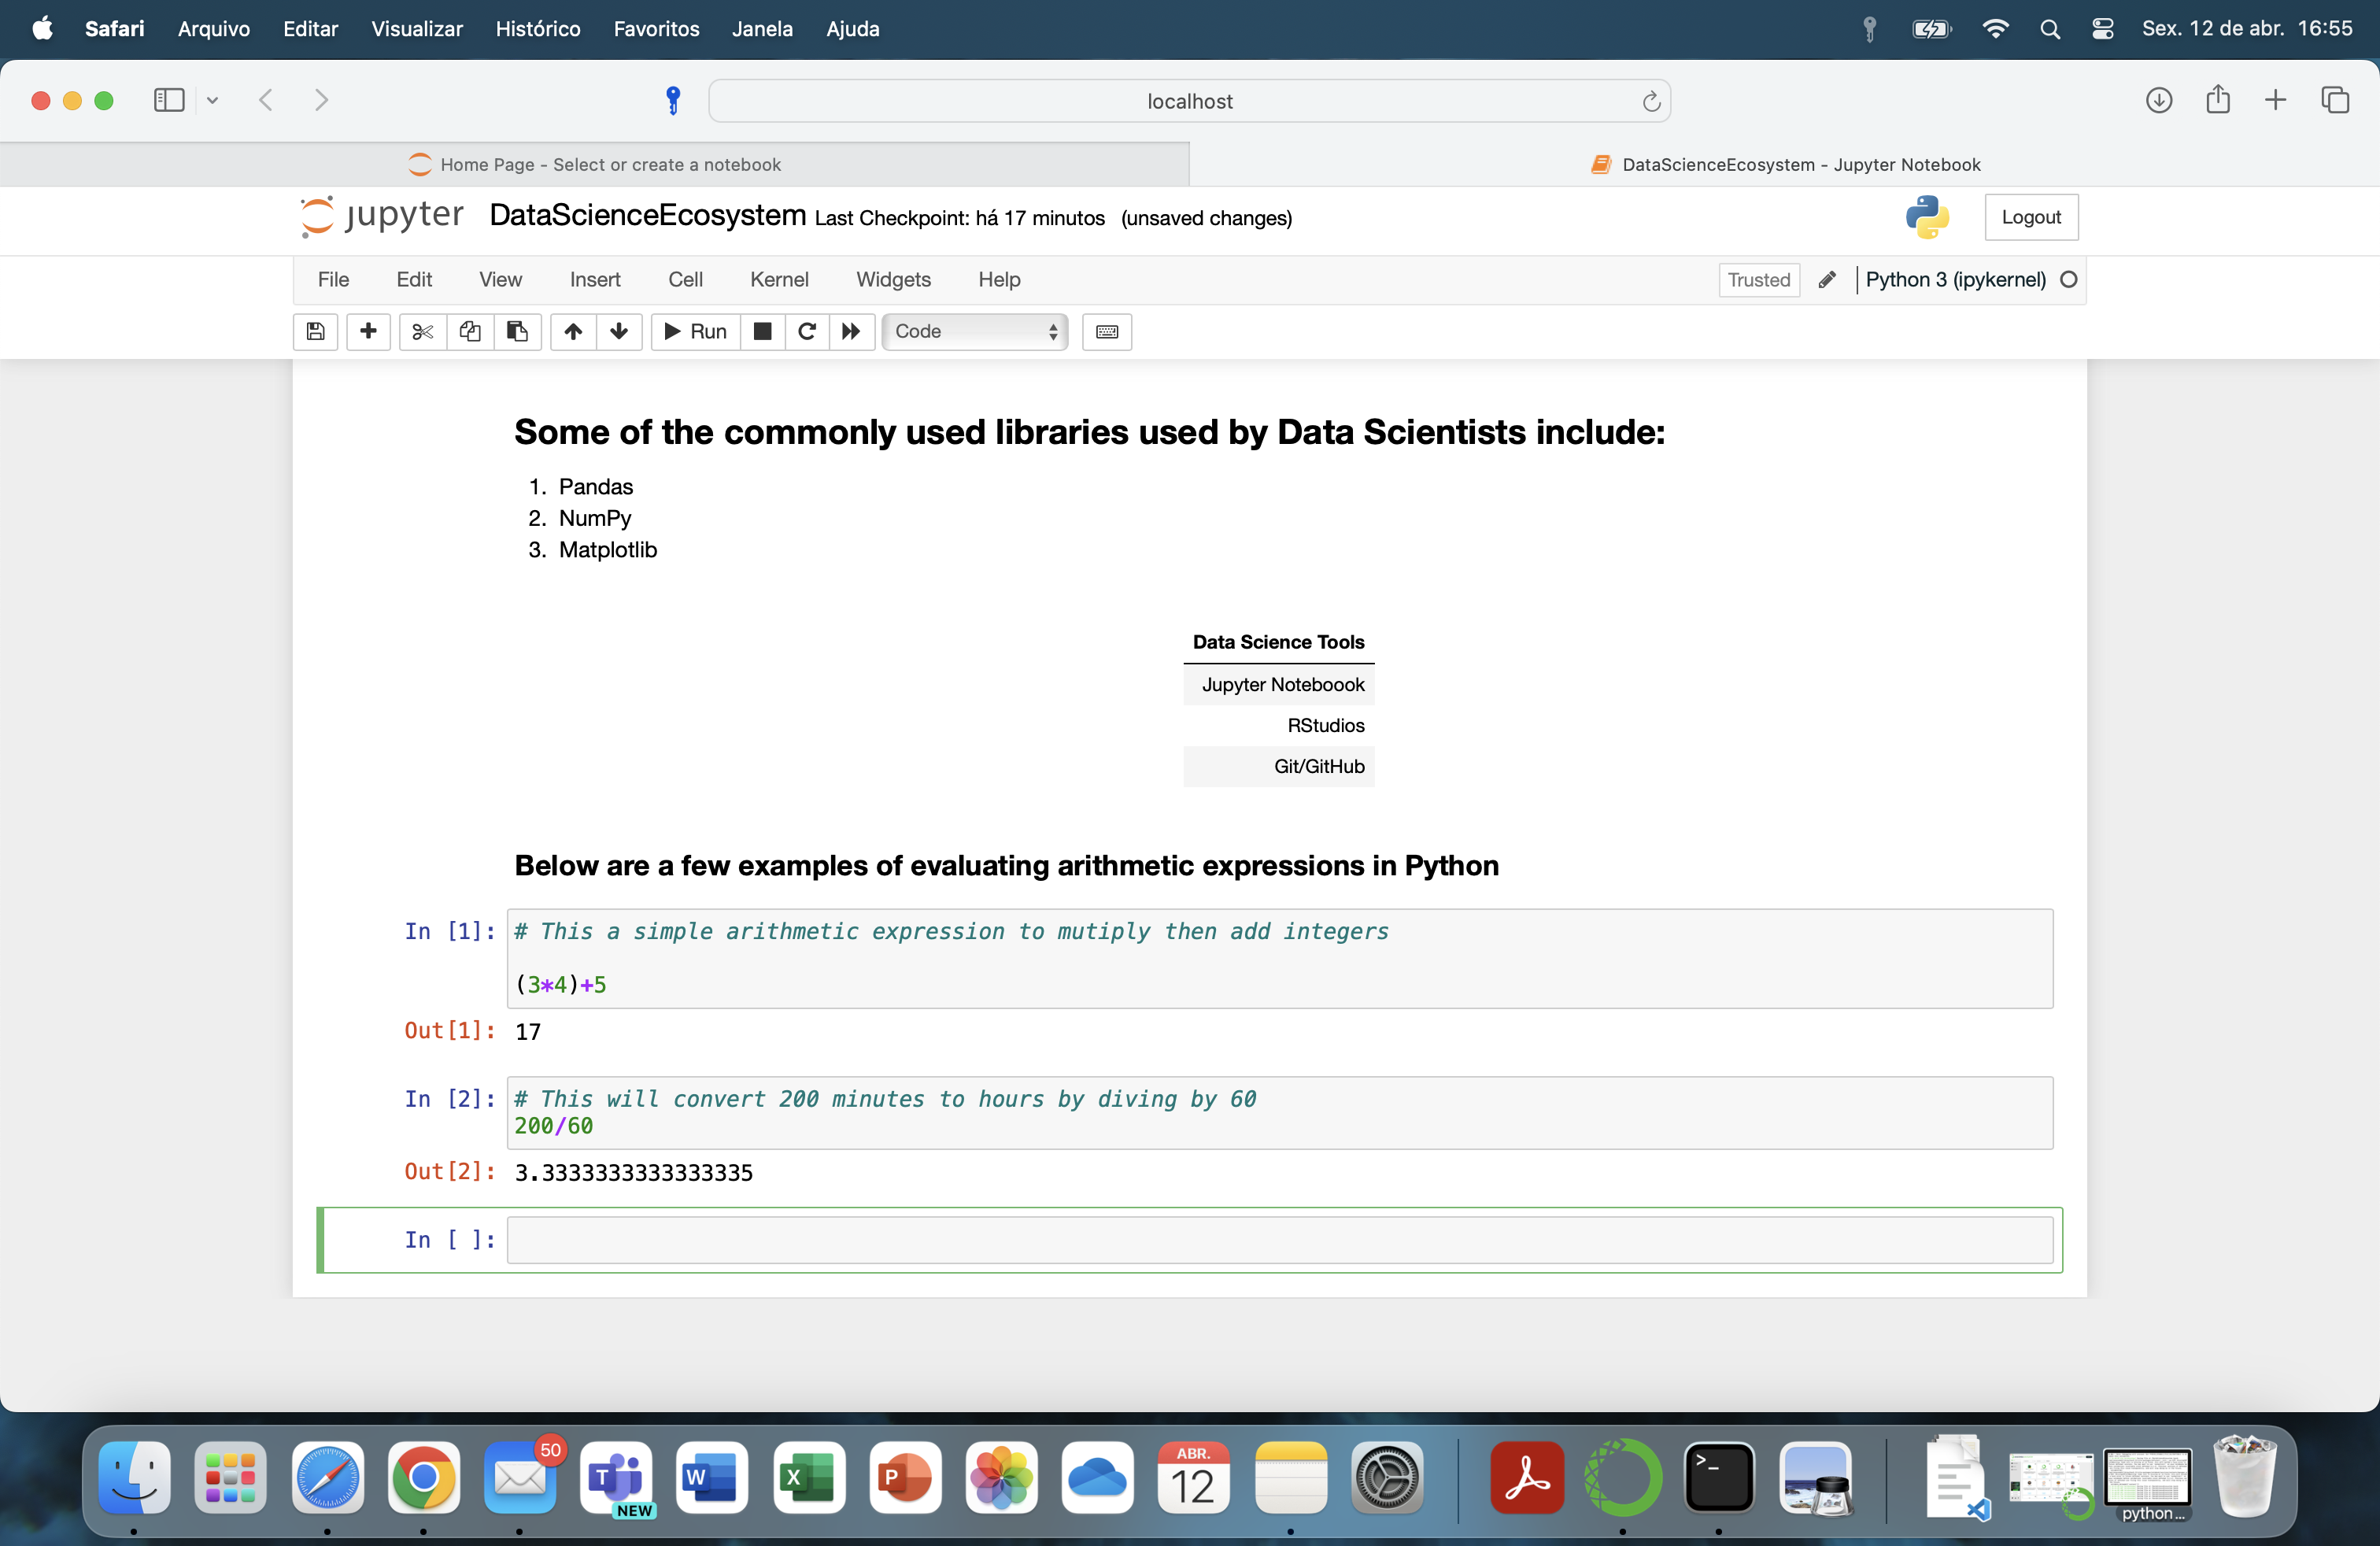 Safari Arquivo Editar Visualizar Histórico Favoritos Janela Ajuda Sex. 12 de abr. 16:55
localhost
Home Page - Select or create a notebook DataScienceEcosystem - Jupyter Notebook
jupyter DataScienceEcosystem Last Checkpoint: há 17 minutos (unsaved changes) Logout
File Edit View Insert Cell Kernel Widgets Help Trusted Python 3 (ipykernel)
Run Code
Some of the commonly used libraries used by Data Scientists include:
1. Pandas
2. NumPy
3. Matplotlib
Data Science Tools
Jupyter Noteboook
RStudios
Git/GitHub
Below are a few examples of evaluating arithmetic expressions in Python
In [1]: # This a simple arithmetic expression to mutiply then add integers
(3*4)+5
Out[1]: 17
In [2]: # This will convert 200 minutes to hours by diving by 60
200/60
Out[2]: 3.3333333333333335
In [ ]:
50
T NEW W X P ABR. 12 >_ python...